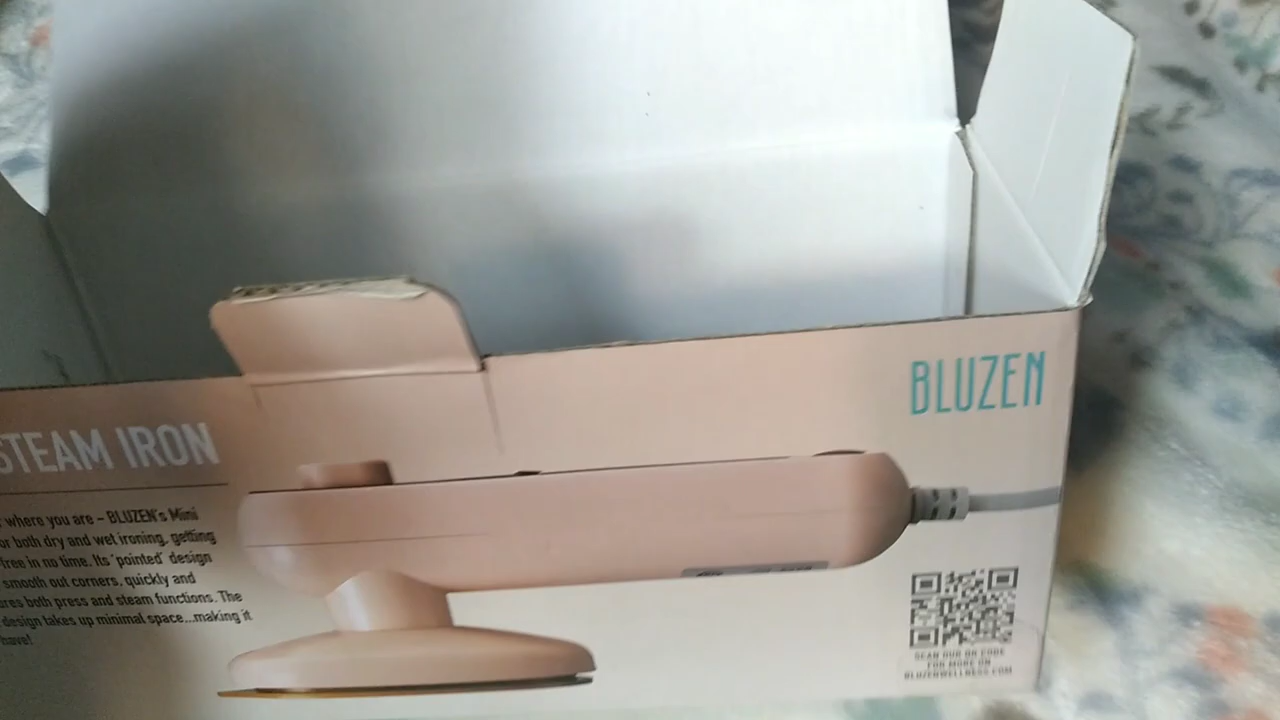 BLUZEN
STEAM IRON
where you are – BLUZEN's Mini
or both dry and wet ironing, getting
free in no time. Its 'pointed' design
smooth out corners, quickly and
both press and steam functions. The
design takes up minimal space...making it
have!
SCAN OUR QR CODE
FOR MORE ON
BLUZENWELLNESS.COM